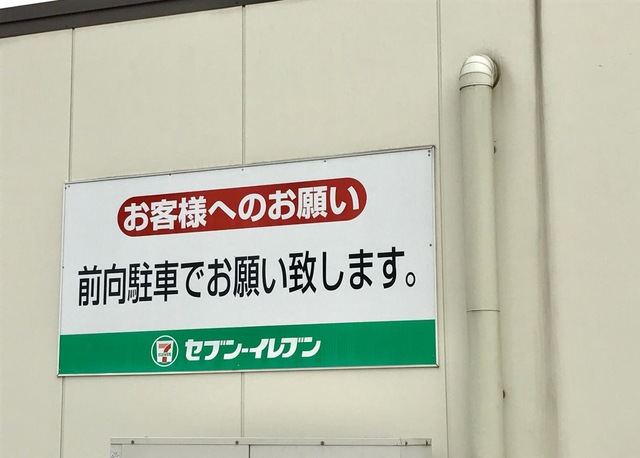 お客様へのお願い
前向駐車でお願い致します。
セブン-イレブン